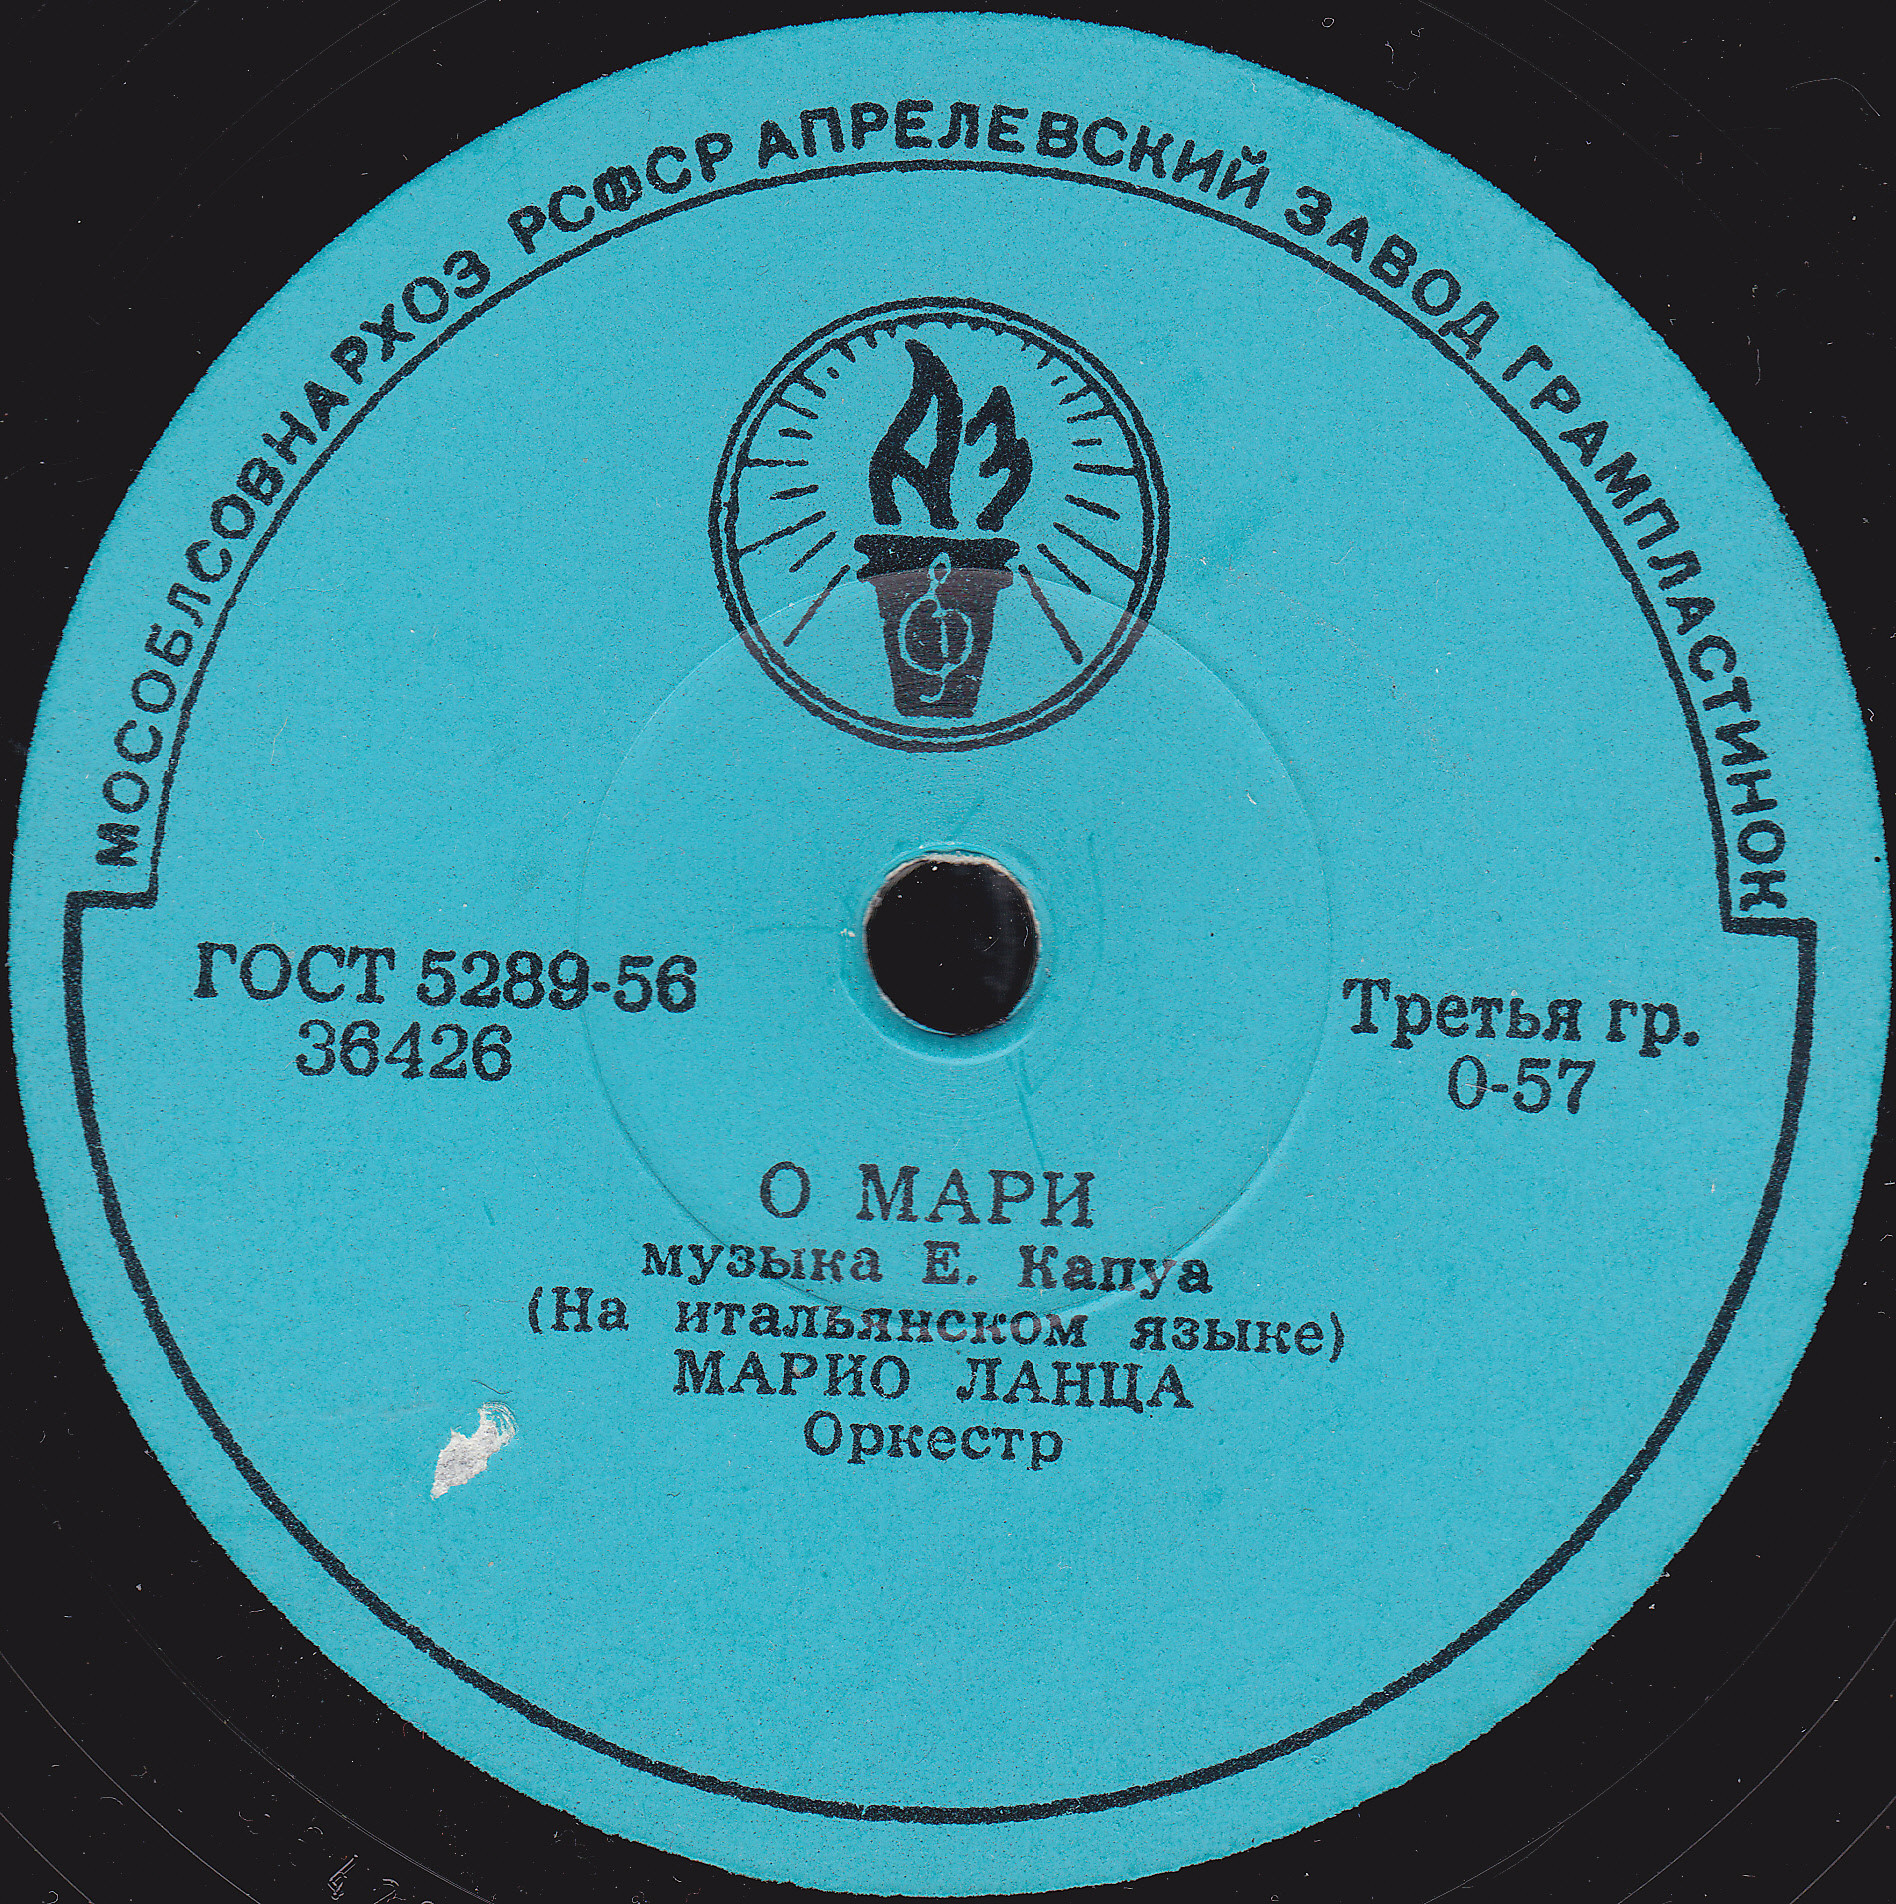 МОСОБЛСОВНАРХОЗ РСФСР АПРЕЛЕВСКИЙ ЗАВОД ГРАМПЛАСТИНОК
АЗ
ГОСТ 5289-56
36426
Третья гр.
0-57
О МАРИ
музыка Е. Капуа
(На итальянском языке)
МАРИО ЛАНЦА
Оркестр